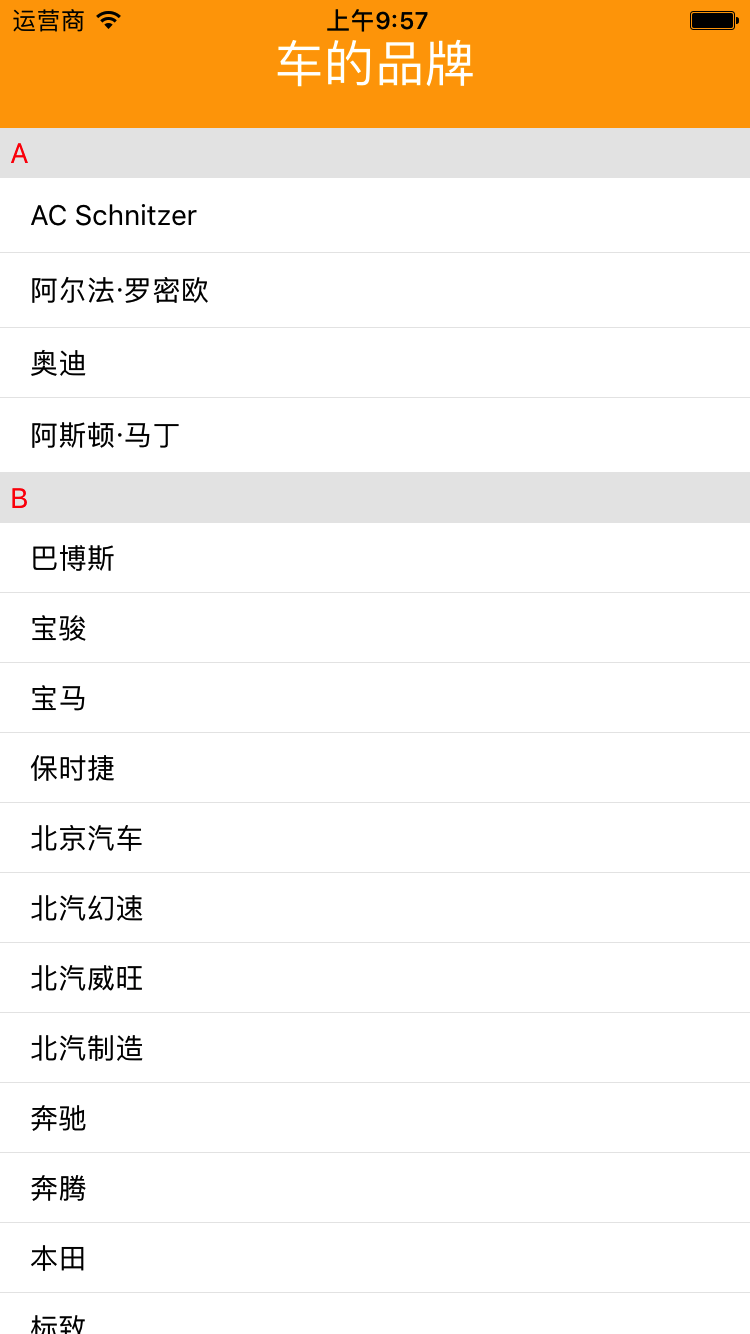 运营商 上午9:57
车的品牌
A
AC Schnitzer
阿尔法·罗密欧
奥迪
阿斯顿·马丁
B
巴博斯
宝骏
宝马
保时捷
北京汽车
北汽幻速
北汽威旺
北汽制造
奔驰
奔腾
本田
标致